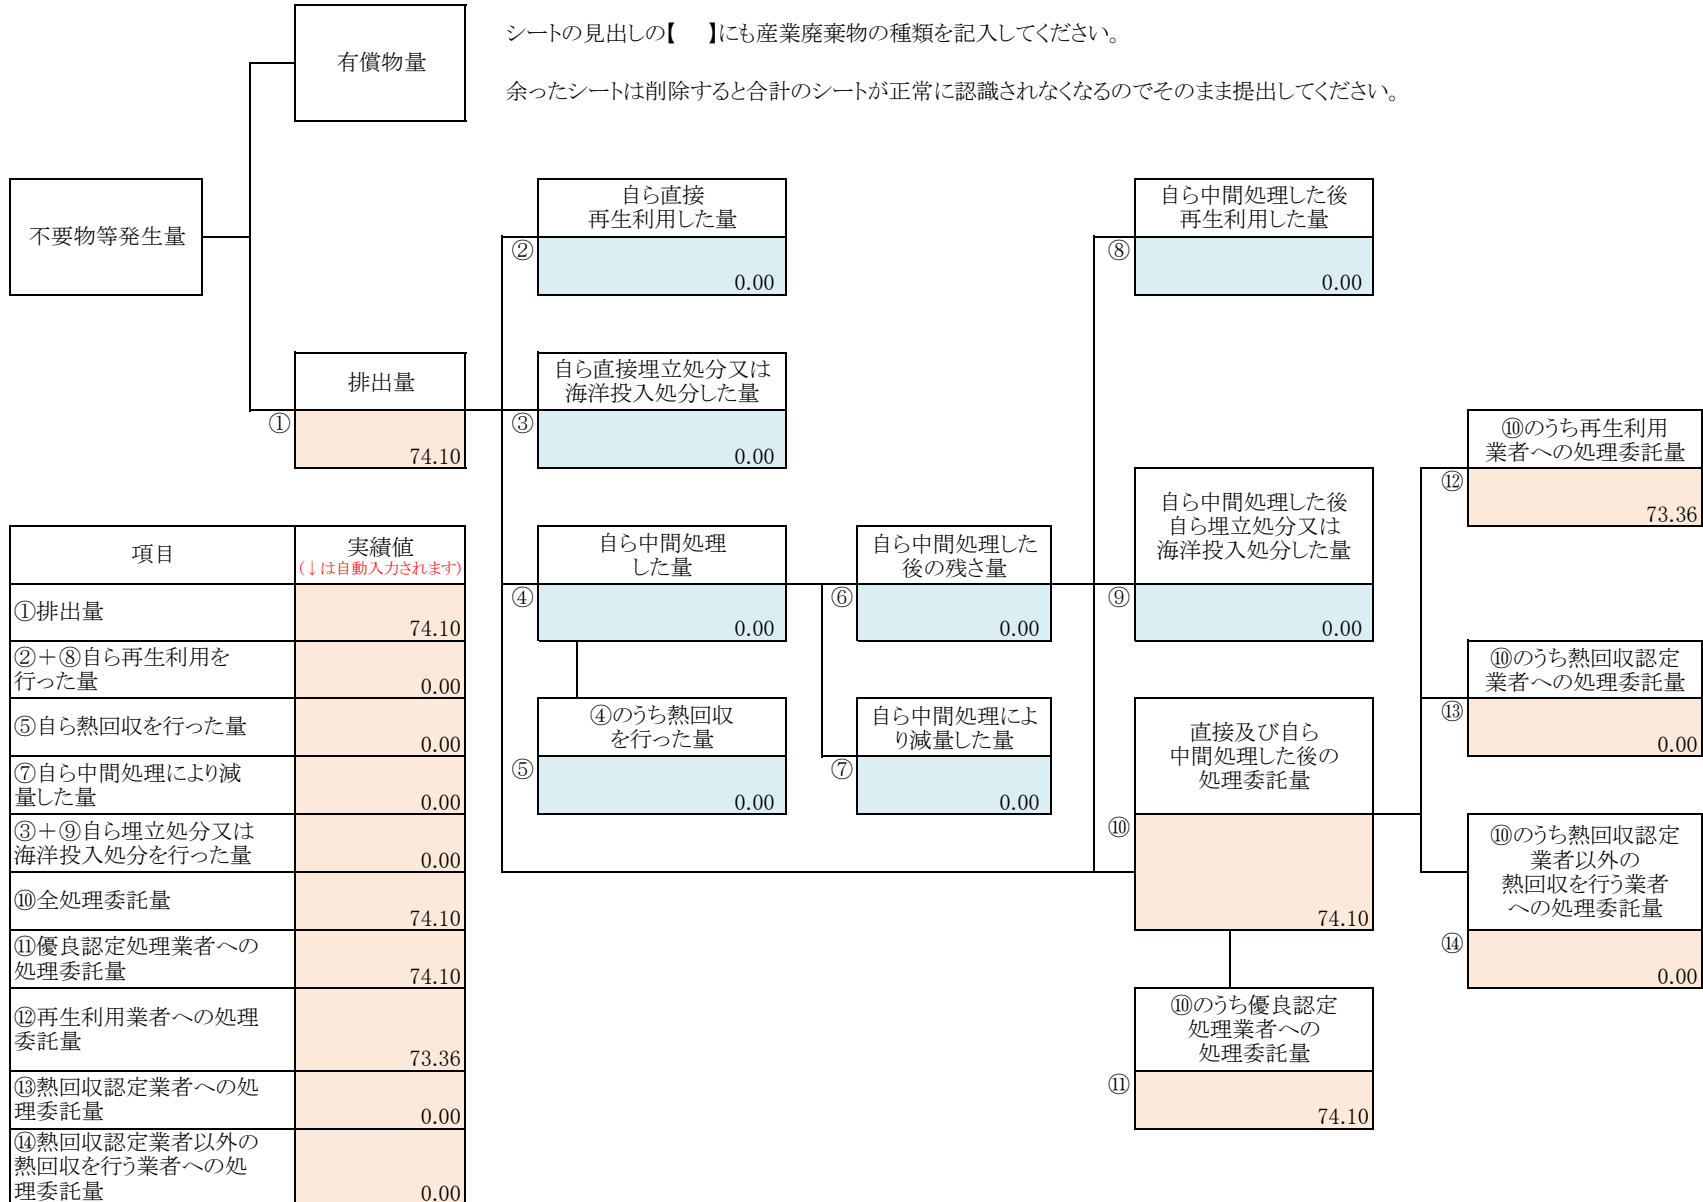 シートの見出しの【　】にも産業廃棄物の種類を記入してください。
余ったシートは削除すると合計のシートが正常に認識されなくなるのでそのまま提出してください。
有償物量
不要物等発生量
排出量
①
74.10
自ら直接
再生利用した量
②
0.00
自ら直接埋立処分又は
海洋投入処分した量
③
0.00
自ら中間処理
した量
④
0.00
④のうち熱回収
を行った量
⑤
0.00
自ら中間処理した
後の残さ量
⑥
0.00
自ら中間処理によ
り減量した量
⑦
0.00
自ら中間処理した後
再生利用した量
⑧
0.00
自ら中間処理した後
自ら埋立処分又は
海洋投入処分した量
⑨
0.00
直接及び自ら
中間処理した後の
処理委託量
⑩
74.10
⑩のうち優良認定
処理業者への
処理委託量
⑪
74.10
⑩のうち再生利用
業者への処理委託量
⑫
73.36
⑩のうち熱回収認定
業者への処理委託量
⑬
0.00
⑩のうち熱回収認定
業者以外の
熱回収を行う業者
への処理委託量
⑭
0.00
項目
実績値
(↓は自動入力されます)
①排出量
74.10
②＋⑧自ら再生利用を
行った量
0.00
⑤自ら熱回収を行った量
0.00
⑦自ら中間処理により減
量した量
0.00
③＋⑨自ら埋立処分又は
海洋投入処分を行った量
0.00
⑩全処理委託量
74.10
⑪優良認定処理業者への
処理委託量
74.10
⑫再生利用業者への処理
委託量
73.36
⑬熱回収認定業者への処
理委託量
0.00
⑭熱回収認定業者以外の
熱回収を行う業者への処
理委託量
0.00